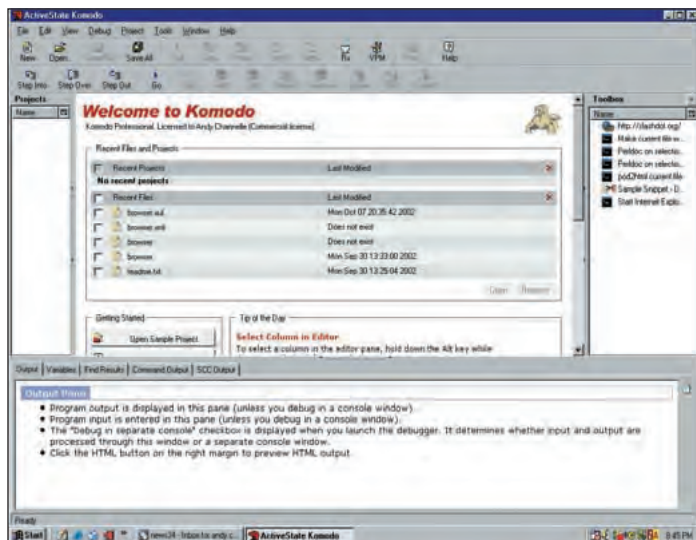 ActiveState Komodo
File Edit View Debug Project Tools Window Help
New Open Save All Rx VPM Help
Step Into Step Over Step Out Go
Projects
Name
Welcome to Komodo
Komodo Professional. Licensed to Andy Channelle (Commercial license)
Recent Files and Projects
Recent Projects Last Modified
No recent projects
Recent Files Last Modified
browser.xul Mon Oct 07 20:35:42 2002
browser.xml Does not exist
browser Does not exist
browser Mon Sep 30 13:33:00 2002
readme.txt Mon Sep 30 13:25:04 2002
Open Remove
Getting Started
Open Sample Project
Tip of the Day
Select Column in Editor
To select a column in the editor pane, hold down the Alt key while
Toolbox
Name
http://slashdot.org/
Make current file w...
Perldoc on selectio...
Perldoc on selectio...
pod2html current file
Sample Snippet - D...
Start Internet Explo...
Output Variables Find Results Command Output SCC Output
Output Pane
Program output is displayed in this pane (unless you debug in a console window).
Program input is entered in this pane (unless you debug in a console window).
The "Debug in separate console" checkbox is displayed when you launch the debugger. It determines whether input and output are
processed through this window or a separate console window.
Click the HTML button on the right margin to preview HTML output.
Ready
Start news24 - Inbox for andy c... ActiveState Komodo 8:45 PM